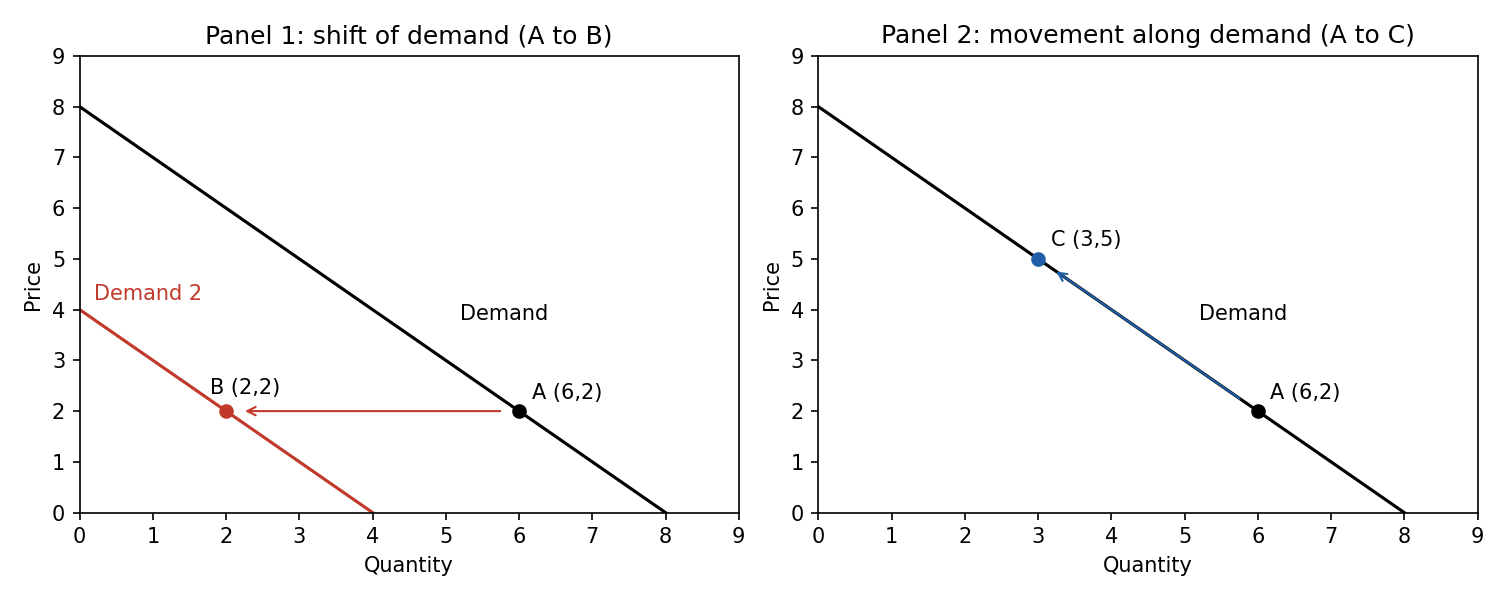 Panel 1: shift of demand (A to B)
9
8
7
6
5
4
3
2
1
0
Price
Demand 2
Demand
B (2,2)
A (6,2)
0 1 2 3 4 5 6 7 8 9
Quantity
Panel 2: movement along demand (A to C)
9
8
7
6
5
4
3
2
1
0
Price
C (3,5)
Demand
A (6,2)
0 1 2 3 4 5 6 7 8 9
Quantity